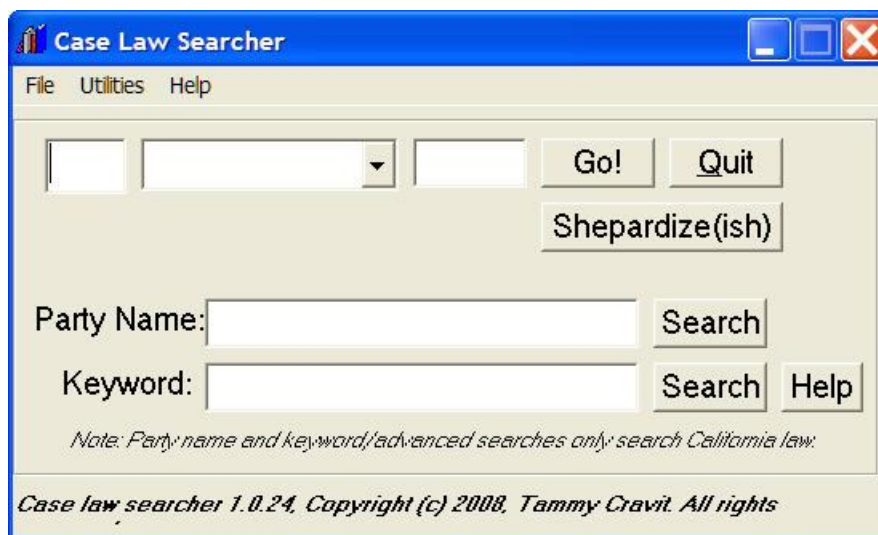 Case Law Searcher
File Utilities Help
Go! Quit
Shepardize(ish)
Party Name: Search
Keyword: Search Help
Note: Party name and keyword/advanced searches only search California law.
Case law searcher 1.0.24, Copyright (c) 2008, Tammy Cravit. All rights